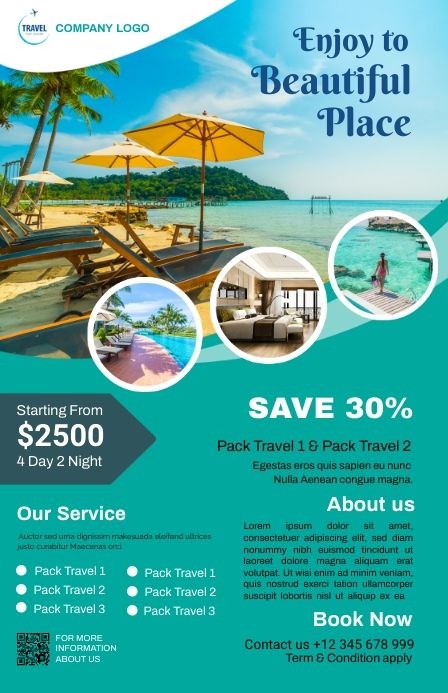 TRAVEL
COMPANY LOGO
Enjoy to
Beautiful
Place
Starting From
$2500
4 Day 2 Night
SAVE 30%
Pack Travel 1 & Pack Travel 2
Egestas eros quis sapien eu nunc
Nulla Aenean congue magna.
Our Service
Auctor sed urna dignissim makesuada aleifend ultrices
justo curabitur Maecenas orci.
Pack Travel 1
Pack Travel 2
Pack Travel 3
Pack Travel 1
Pack Travel 2
Pack Travel 3
About us
Lorem ipsum dolor sit amet,
consectetuer adipiscing elit, sed diam
nonummy nibh euismod tincidunt ut
laoreet dolore magna aliquam erat
volutpat. Ut wisi enim ad minim veniam,
quis nostrud exerci tation ullamcorper
suscipit lobortis nisl ut aliquip ex ea
FOR MORE
INFORMATION
ABOUT US
Book Now
Contact us +12 345 678 999
Term & Condition apply